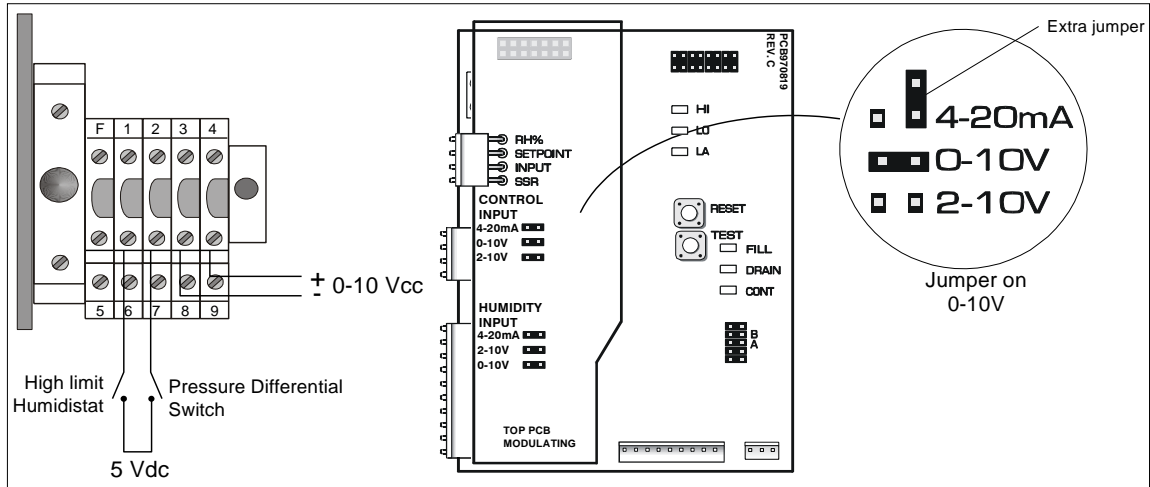 F 1 2 3 4
5 6 7 8 9
+
-
0-10 Vcc
High limit
Humidistat
Pressure Differential
Switch
5 Vdc
PCB970819
REV. C
HI
LO
LA
RH%
SETPOINT
INPUT
SSR
CONTROL
INPUT
4-20mA
0-10V
2-10V
RESET
TEST
FILL
DRAIN
CONT
HUMIDITY
INPUT
4-20mA
2-10V
0-10V
B
A
TOP PCB
MODULATING
Extra jumper
4-20mA
0-10V
2-10V
Jumper on
0-10V